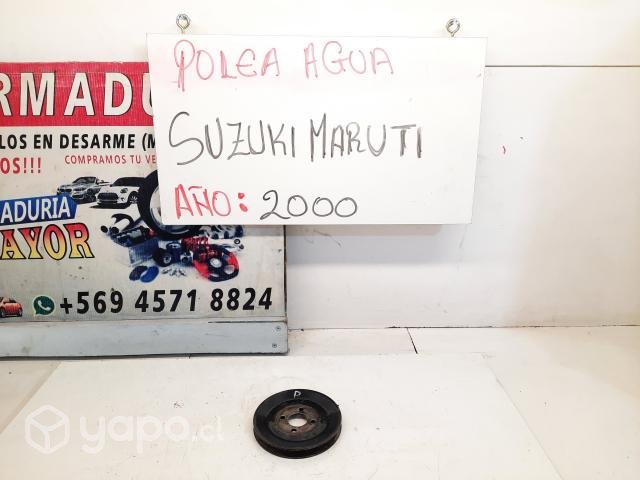 POLEA AGUA
SUZUKI MARUTI
AÑO: 2000
RMADU
LOS EN DESARME (M
OS!!!
COMPRAMOS TU VE
ADURIA
AYOR
+569 4571 8824
P
yapo.cl